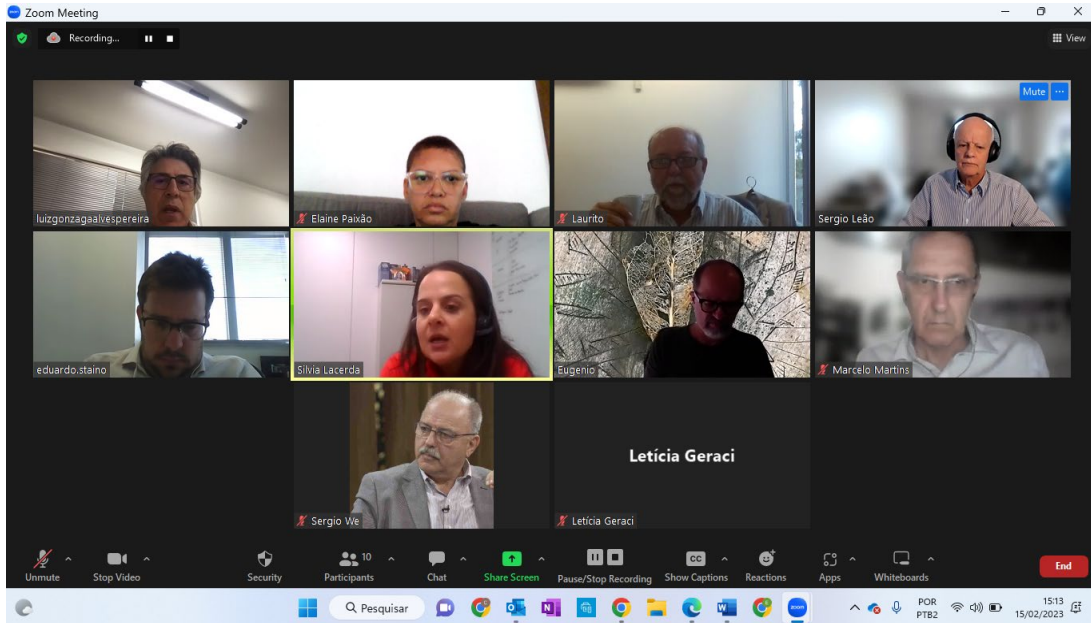 Zoom Meeting
Recording...
View
Mute ...
luizgonzagaalvespereira
Elaine Paixão
Laurito
Sergio Leão
eduardo.staino
Silvia Lacerda
Eugenio
Marcelo Martins
Letícia Geraci
Sergio We
Letícia Geraci
10
CC
Unmute
Stop Video
Security
Participants
Chat
Share Screen
Pause/Stop Recording
Show Captions
Reactions
Apps
Whiteboards
End
Pesquisar
zoom
POR
PTB2
15:13
15/02/2023